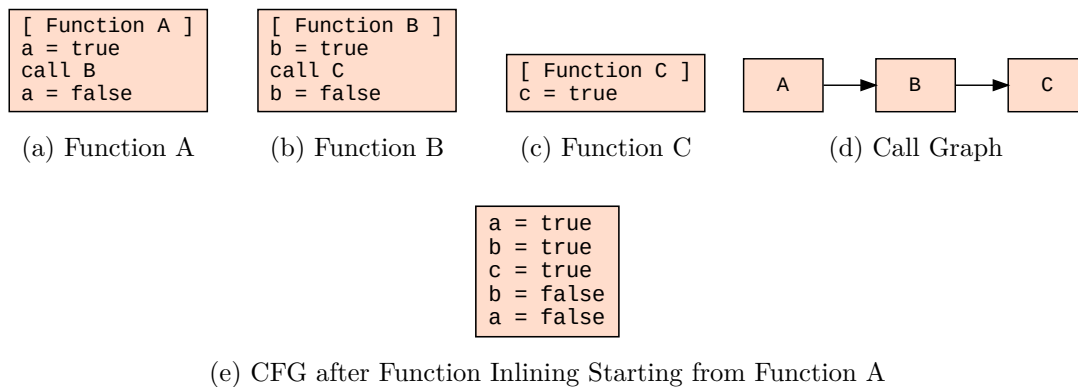 [ Function A ]
a = true
call B
a = false
(a) Function A
[ Function B ]
b = true
call C
b = false
(b) Function B
[ Function C ]
c = true
(c) Function C
A
B
C
(d) Call Graph
a = true
b = true
c = true
b = false
a = false
(e) CFG after Function Inlining Starting from Function A